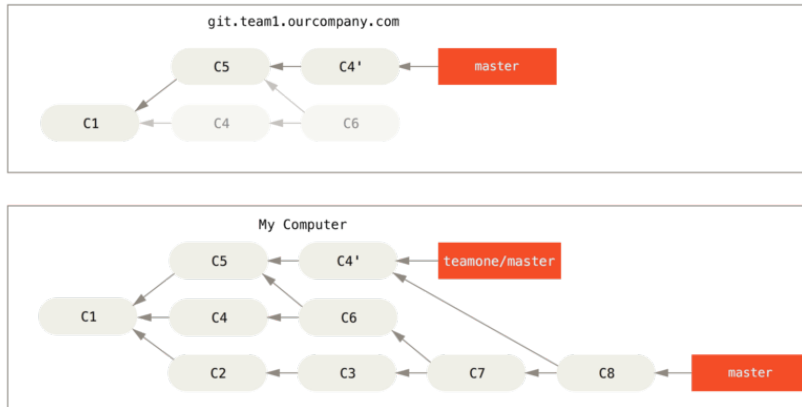 git.team1.ourcompany.com
C5 C4' master
C1 C4 C6
My Computer
C5 C4' teamone/master
C1 C4 C6
C2 C3 C7 C8 master